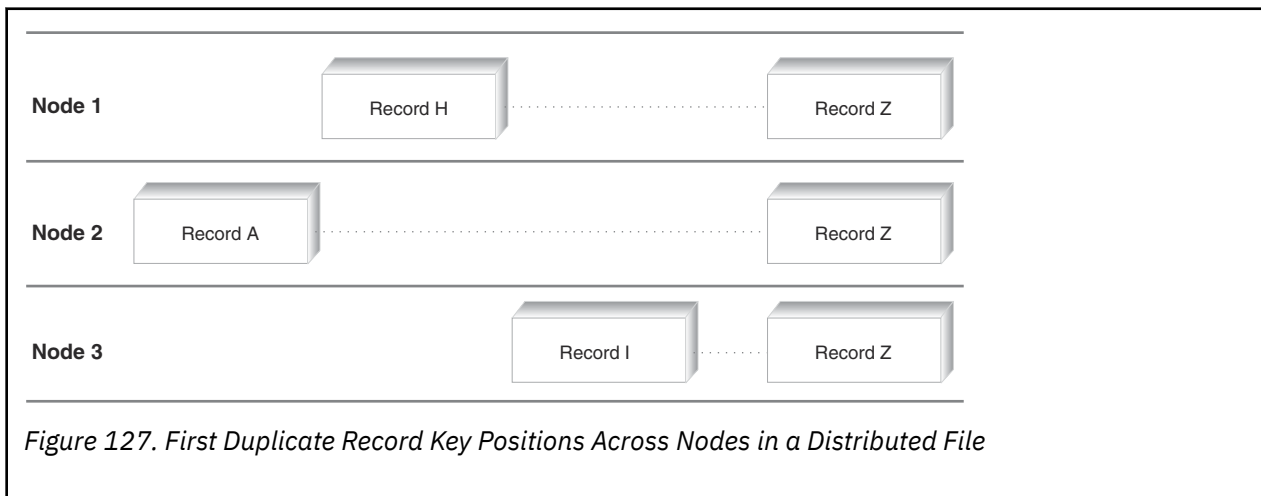 Node 1 Record H Record Z
Node 2 Record A Record Z
Node 3 Record I Record Z
Figure 127. First Duplicate Record Key Positions Across Nodes in a Distributed File